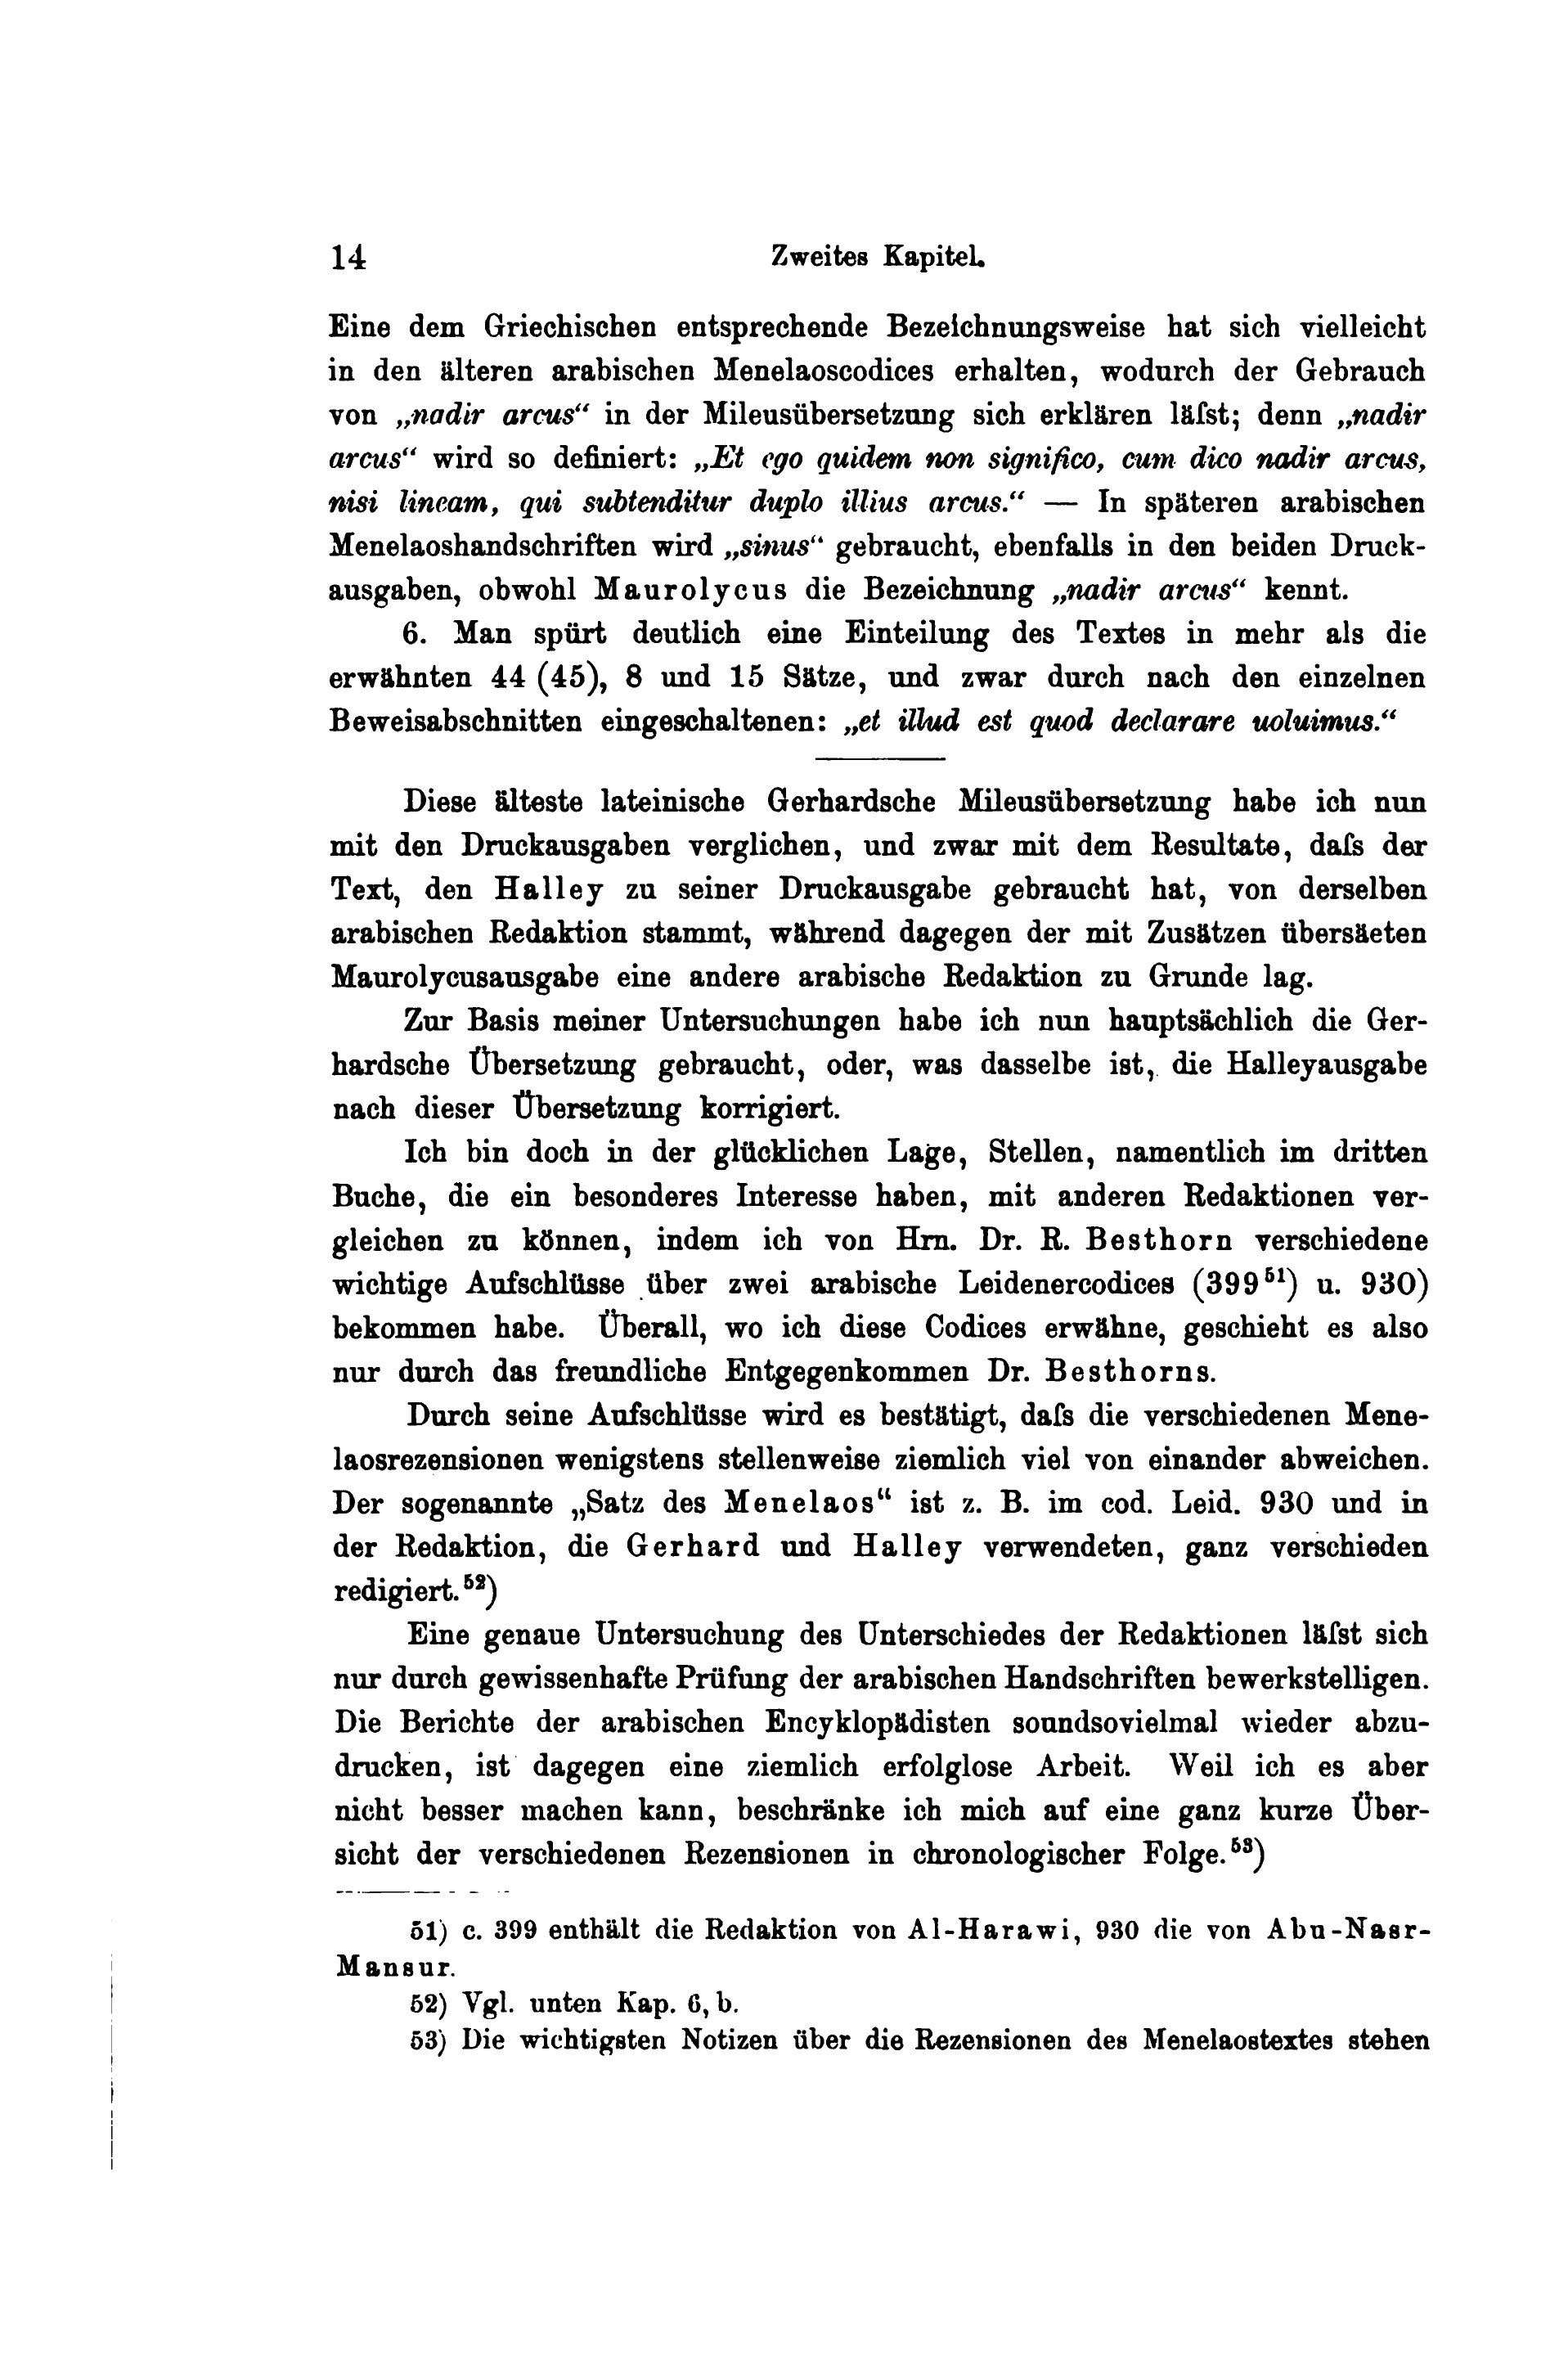 14 Zweites Kapitel.
Eine dem Griechischen entsprechende Bezeichnungsweise hat sich vielleicht
in den älteren arabischen Menelaoscodices erhalten, wodurch der Gebrauch
von „nadir arcus“ in der Mileusübersetzung sich erklären läſst; denn „nadir
arcus“ wird so definiert: „Et ego quidem non significo, cum dico nadir arcus,
nisi lineam, qui subtenditur duplo illius arcus.“ — In späteren arabischen
Menelaoshandschriften wird „sinus“ gebraucht, ebenfalls in den beiden Druck-
ausgaben, obwohl Maurolycus die Bezeichnung „nadir arcus“ kennt.
6. Man spürt deutlich eine Einteilung des Textes in mehr als die
erwähnten 44 (45), 8 und 15 Sätze, und zwar durch nach den einzelnen
Beweisabschnitten eingeschaltenen: „et illud est quod declarare uoluimus.“
Diese älteste lateinische Gerhardsche Mileusübersetzung habe ich nun
mit den Druckausgaben verglichen, und zwar mit dem Resultate, daſs der
Text, den Halley zu seiner Druckausgabe gebraucht hat, von derselben
arabischen Redaktion stammt, während dagegen der mit Zusätzen übersäeten
Maurolycusausgabe eine andere arabische Redaktion zu Grunde lag.
Zur Basis meiner Untersuchungen habe ich nun hauptsächlich die Ger-
hardsche Übersetzung gebraucht, oder, was dasselbe ist, die Halleyausgabe
nach dieser Übersetzung korrigiert.
Ich bin doch in der glücklichen Lage, Stellen, namentlich im dritten
Buche, die ein besonderes Interesse haben, mit anderen Redaktionen ver-
gleichen zu können, indem ich von Hrn. Dr. R. Besthorn verschiedene
wichtige Aufschlüsse über zwei arabische Leidenercodices (399⁵¹) u. 930)
bekommen habe. Überall, wo ich diese Codices erwähne, geschieht es also
nur durch das freundliche Entgegenkommen Dr. Besthorns.
Durch seine Aufschlüsse wird es bestätigt, daſs die verschiedenen Mene-
laosrezensionen wenigstens stellenweise ziemlich viel von einander abweichen.
Der sogenannte „Satz des Menelaos“ ist z. B. im cod. Leid. 930 und in
der Redaktion, die Gerhard und Halley verwendeten, ganz verschieden
redigiert.⁵²)
Eine genaue Untersuchung des Unterschiedes der Redaktionen läſst sich
nur durch gewissenhafte Prüfung der arabischen Handschriften bewerkstelligen.
Die Berichte der arabischen Encyklopädisten soundsovielmal wieder abzu-
drucken, ist dagegen eine ziemlich erfolglose Arbeit. Weil ich es aber
nicht besser machen kann, beschränke ich mich auf eine ganz kurze Über-
sicht der verschiedenen Rezensionen in chronologischer Folge.⁵³)
51) c. 399 enthält die Redaktion von Al-Harawi, 930 die von Abu-Nasr-
Mansur.
52) Vgl. unten Kap. 6, b.
53) Die wichtigsten Notizen über die Rezensionen des Menelaostextes stehen